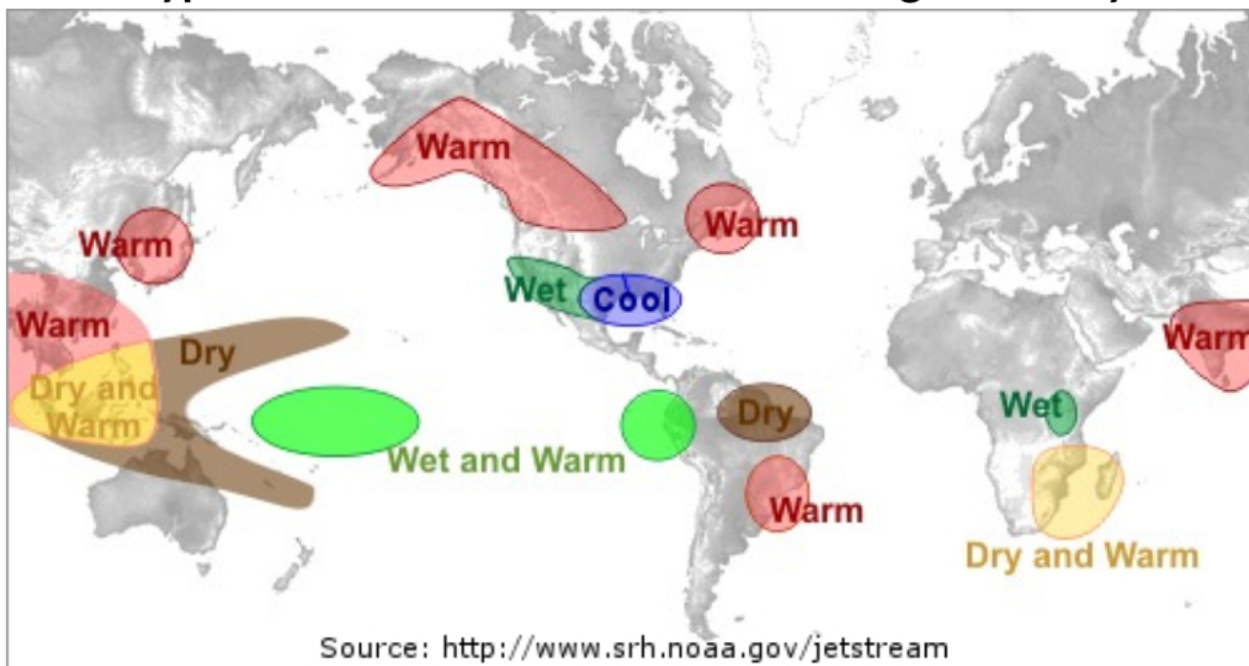 Warm
Warm
Warm
Wet
Cool
Warm
Dry
Warm
Dry and
Warm
Wet
Dry
Wet and Warm
Warm
Dry and Warm
Source: http://www.srh.noaa.gov/jetstream